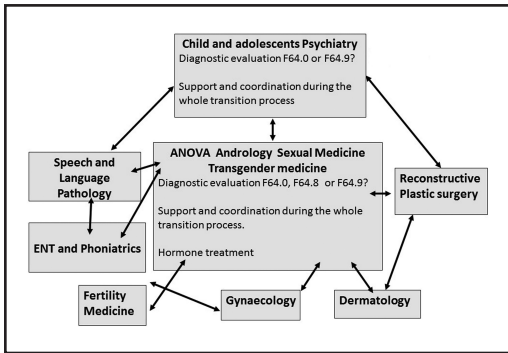 Child and adolescents Psychiatry
Diagnostic evaluation F64.0 or F64.9?
Support and coordination during the
whole transition process
ANOVA Andrology Sexual Medicine
Transgender medicine
Diagnostic evaluation F64.0, F64.8 or F64.9?
Support and coordination during the whole
transition process.
Hormone treatment
Speech and
Language
Pathology
Reconstructive
Plastic surgery
ENT and Phoniatrics
Fertility
Medicine
Gynaecology
Dermatology